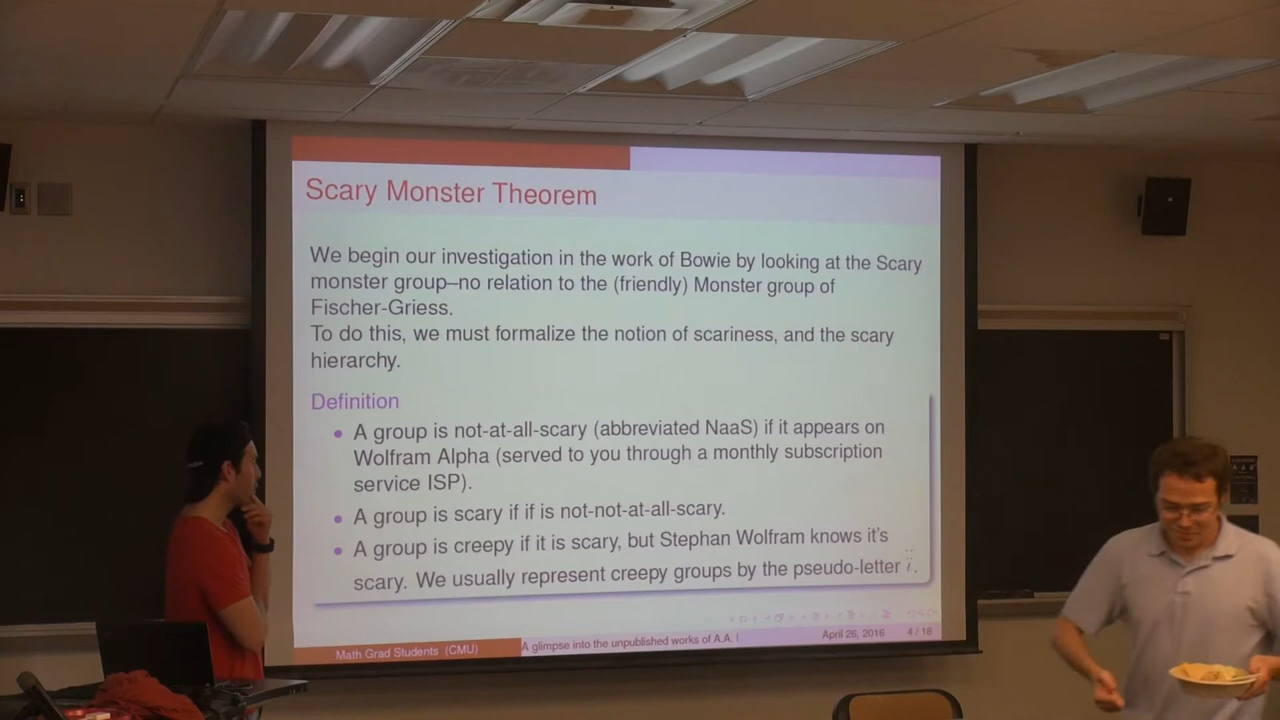 Scary Monster Theorem
We begin our investigation in the work of Bowie by looking at the Scary
monster group–no relation to the (friendly) Monster group of
Fischer-Griess.
To do this, we must formalize the notion of scariness, and the scary
hierarchy.
Definition
• A group is not-at-all-scary (abbreviated NaaS) if it appears on
Wolfram Alpha (served to you through a monthly subscription
service ISP).
• A group is scary if if is not-not-at-all-scary.
• A group is creepy if it is scary, but Stephan Wolfram knows it's
scary. We usually represent creepy groups by the pseudo-letter
Math Grad Students (CMU)
A glimpse into the unpublished works of A.A.
April 26, 2016
4 / 18